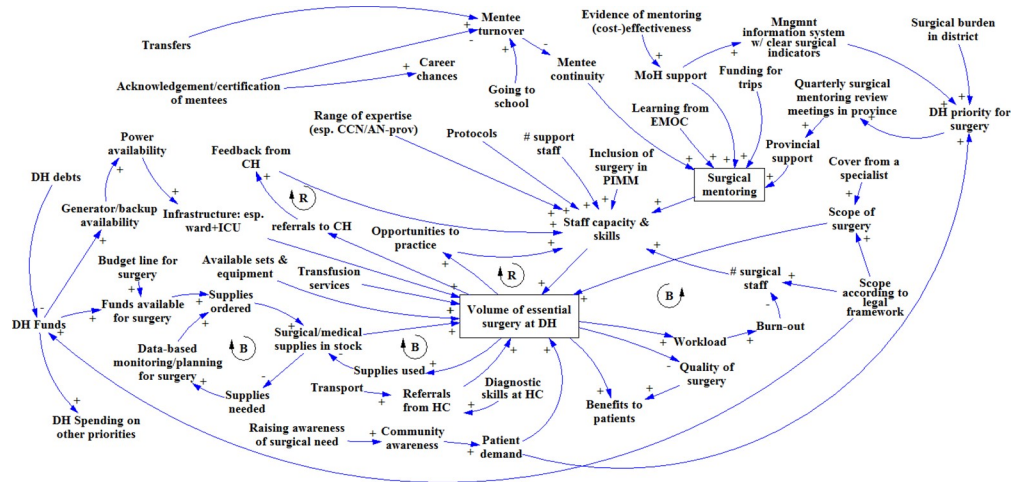 Mentee
turnover
Transfers
Evidence of mentoring
(cost-)effectiveness
Mngmnt
information system
w/ clear surgical
indicators
Surgical burden
in district
Acknowledgement/certification
of mentees
Career
chances
Going to
school
Mentee
continuity
MoH support
Funding for
trips
Quarterly surgical
mentoring review
meetings in province
DH priority for
surgery
Range of expertise
(esp. CCN/AN-prov)
Protocols
# support
staff
Learning from
EMOC
Provincial
support
Cover from a
specialist
Power
availability
Feedback from
CH
Inclusion of
surgery in
PIMM
Surgical
mentoring
DH debts
Generator/backup
availability
Infrastructure: esp.
ward+ICU
R
referrals to CH
Opportunities to
practice
Staff capacity &
skills
Scope of
surgery
Budget line for
surgery
Available sets &
equipment
Transfusion
services
R
B
# surgical
staff
Scope
according to
legal
framework
Funds available
for surgery
Supplies
ordered
DH Funds
Volume of essential
surgery at DH
Burn-out
Surgical/medical
supplies in stock
B
B
Workload
Data-based
monitoring/planning
for surgery
Supplies used
Quality of
surgery
Supplies
needed
Transport
Referrals
from HC
Diagnostic
skills at HC
Benefits to
patients
DH Spending on
other priorities
Raising awareness
of surgical need
Community
awareness
Patient
demand